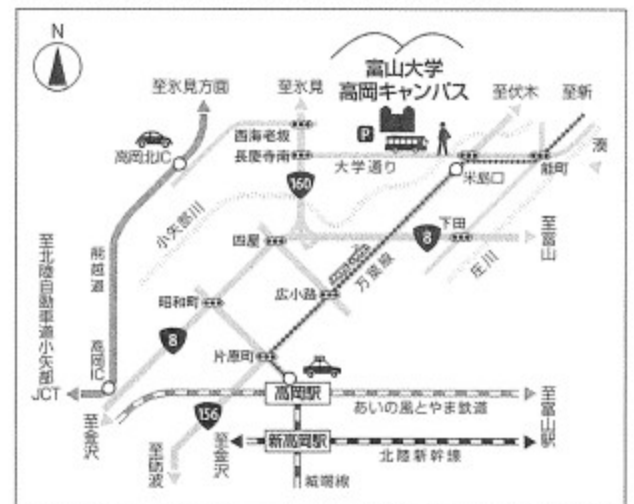 N
富山大学
高岡キャンパス
至氷見方面
至氷見
至伏木
至新
湊
西海老坂
P
高岡北IC
長慶寺南
大学通り
米島口
能町
160
小矢部川
四屋
下田
8
至富山
至北陸自動車道小矢部
JCT
能越道
万葉線
庄川
広小路
昭和町
8
片原町
高岡IC
高岡駅
あいの風とやま鉄道
至富山駅
至金沢
156
至砺波
至金沢
新高岡駅
北陸新幹線
城端線